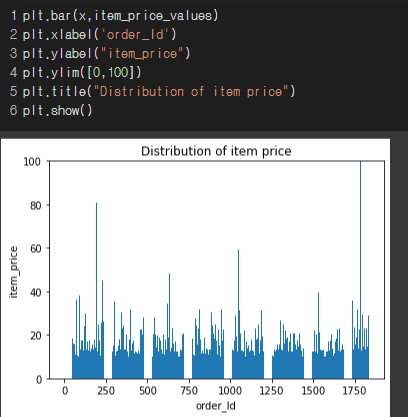 1 plt.bar(x,item_price_values)
2 plt.xlabel('order_Id')
3 plt.ylabel("item_price")
4 plt.ylim([0,100])
5 plt.title("Distribution of item price")
6 plt.show()
Distribution of item price
100
80
60
40
20
0
item_price
0 250 500 750 1000 1250 1500 1750
order_Id